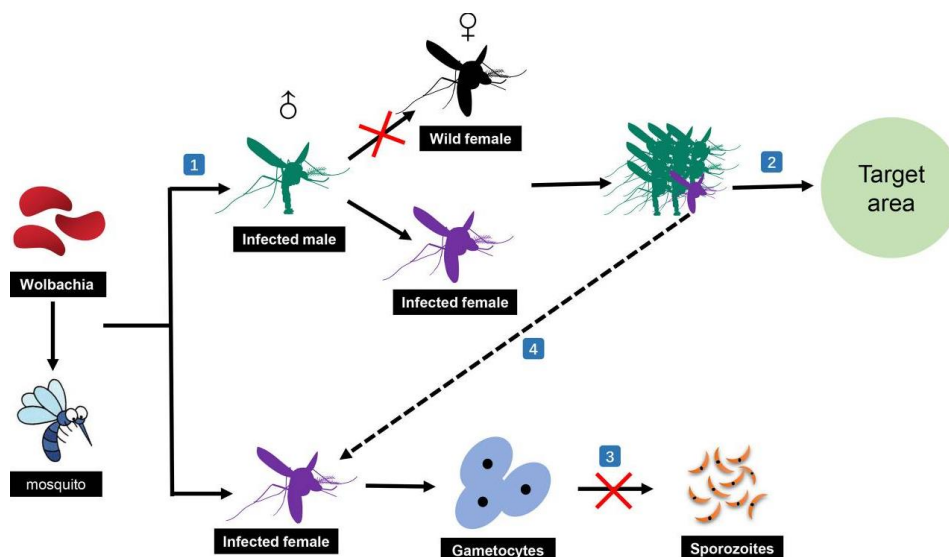 ♀
♂
Wild female
1
2
Target
area
Infected male
Wolbachia
Infected female
4
3
mosquito
Infected female
Gametocytes
Sporozoites